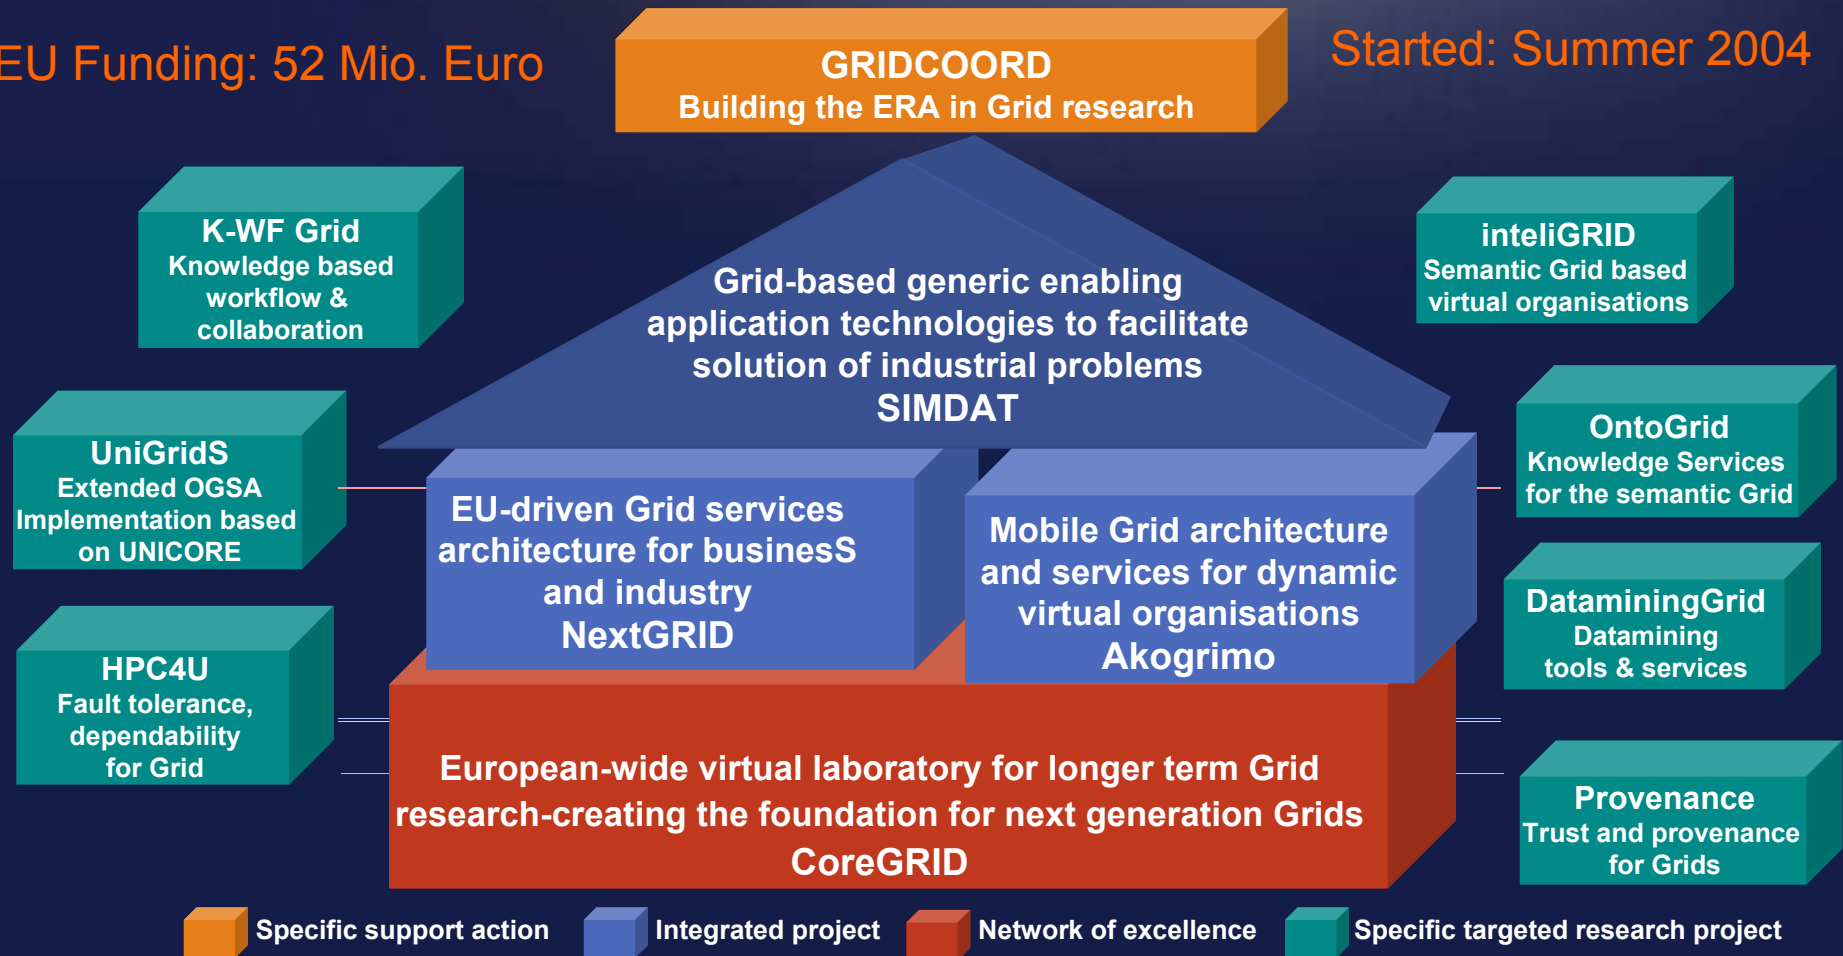 EU Funding: 52 Mio. Euro
GRIDCOORD
Building the ERA in Grid research
Started: Summer 2004
K-WF Grid
Knowledge based
workflow &
collaboration
inteliGRID
Semantic Grid based
virtual organisations
Grid-based generic enabling
application technologies to facilitate
solution of industrial problems
SIMDAT
UniGridS
Extended OGSA
Implementation based
on UNICORE
OntoGrid
Knowledge Services
for the semantic Grid
EU-driven Grid services
architecture for businesS
and industry
NextGRID
Mobile Grid architecture
and services for dynamic
virtual organisations
Akogrimo
DataminingGrid
Datamining
tools & services
HPC4U
Fault tolerance,
dependability
for Grid
European-wide virtual laboratory for longer term Grid
research-creating the foundation for next generation Grids
CoreGRID
Provenance
Trust and provenance
for Grids
Specific support action
Integrated project
Network of excellence
Specific targeted research project